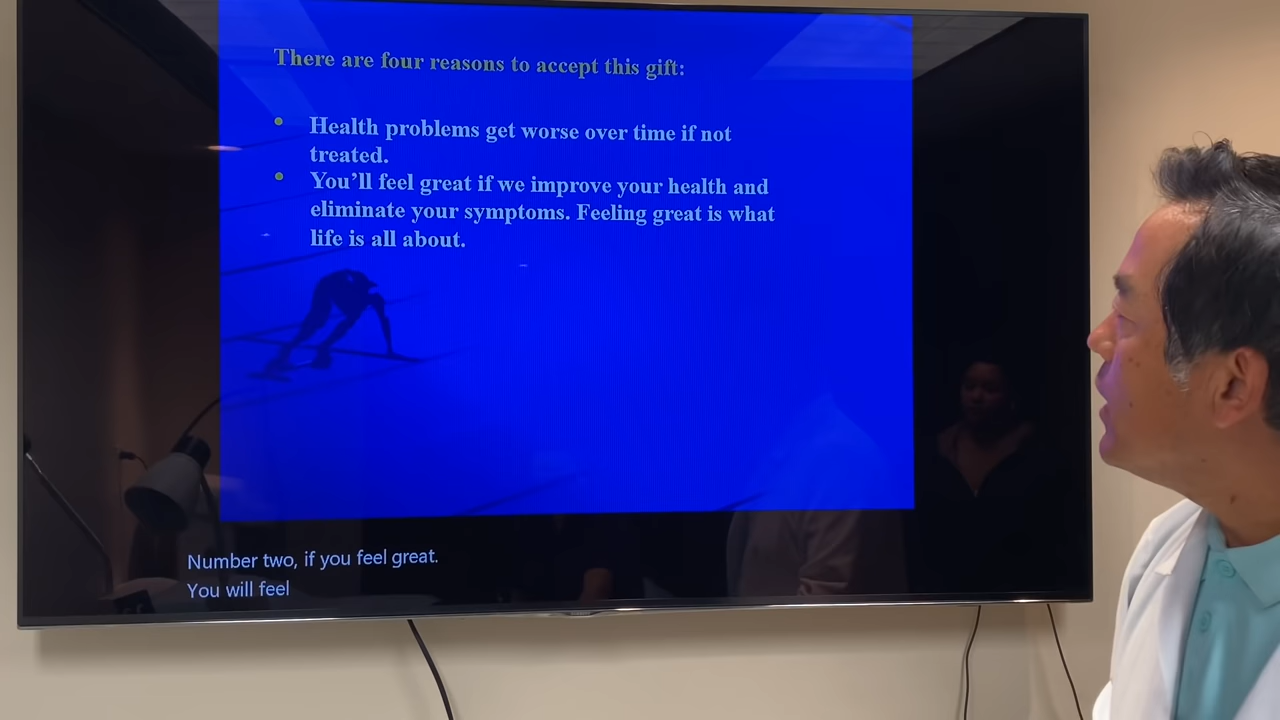 There are four reasons to accept this gift:
• Health problems get worse over time if not
treated.
• You’ll feel great if we improve your health and
eliminate your symptoms. Feeling great is what
life is all about.
Number two, if you feel great.
You will feel